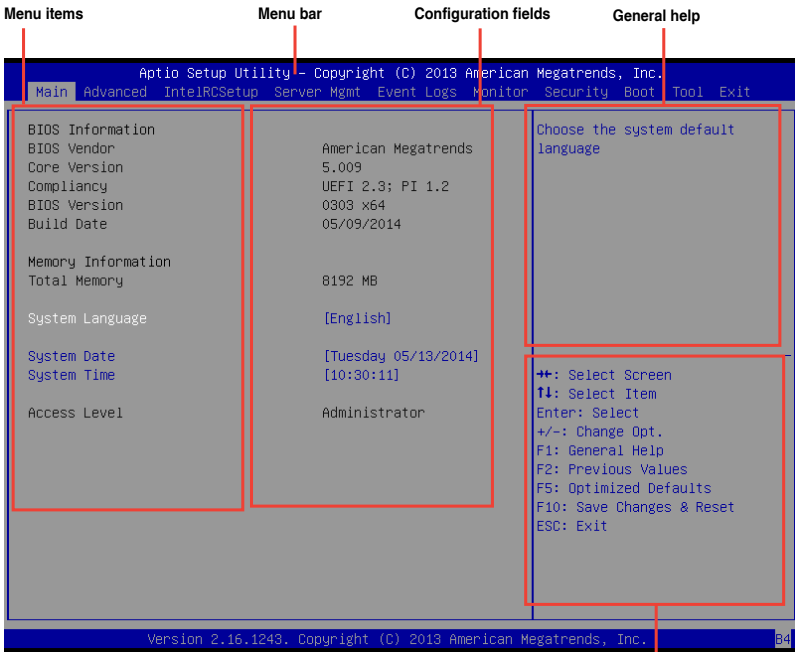 Menu items Menu bar Configuration fields General help
Aptio Setup Utility – Copyright (C) 2013 American Megatrends, Inc.
Main Advanced IntelRCSetup Server Mgmt Event Logs Monitor Security Boot Tool Exit
BIOS Information
BIOS Vendor American Megatrends
Core Version 5.009
Compliancy UEFI 2.3; PI 1.2
BIOS Version 0303 x64
Build Date 05/09/2014
Memory Information
Total Memory 8192 MB
System Language [English]
System Date [Tuesday 05/13/2014]
System Time [10:30:11]
Access Level Administrator
Choose the system default
language
→←: Select Screen
↑↓: Select Item
Enter: Select
+/-: Change Opt.
F1: General Help
F2: Previous Values
F5: Optimized Defaults
F10: Save Changes & Reset
ESC: Exit
Version 2.16.1243. Copyright (C) 2013 American Megatrends, Inc.
B4